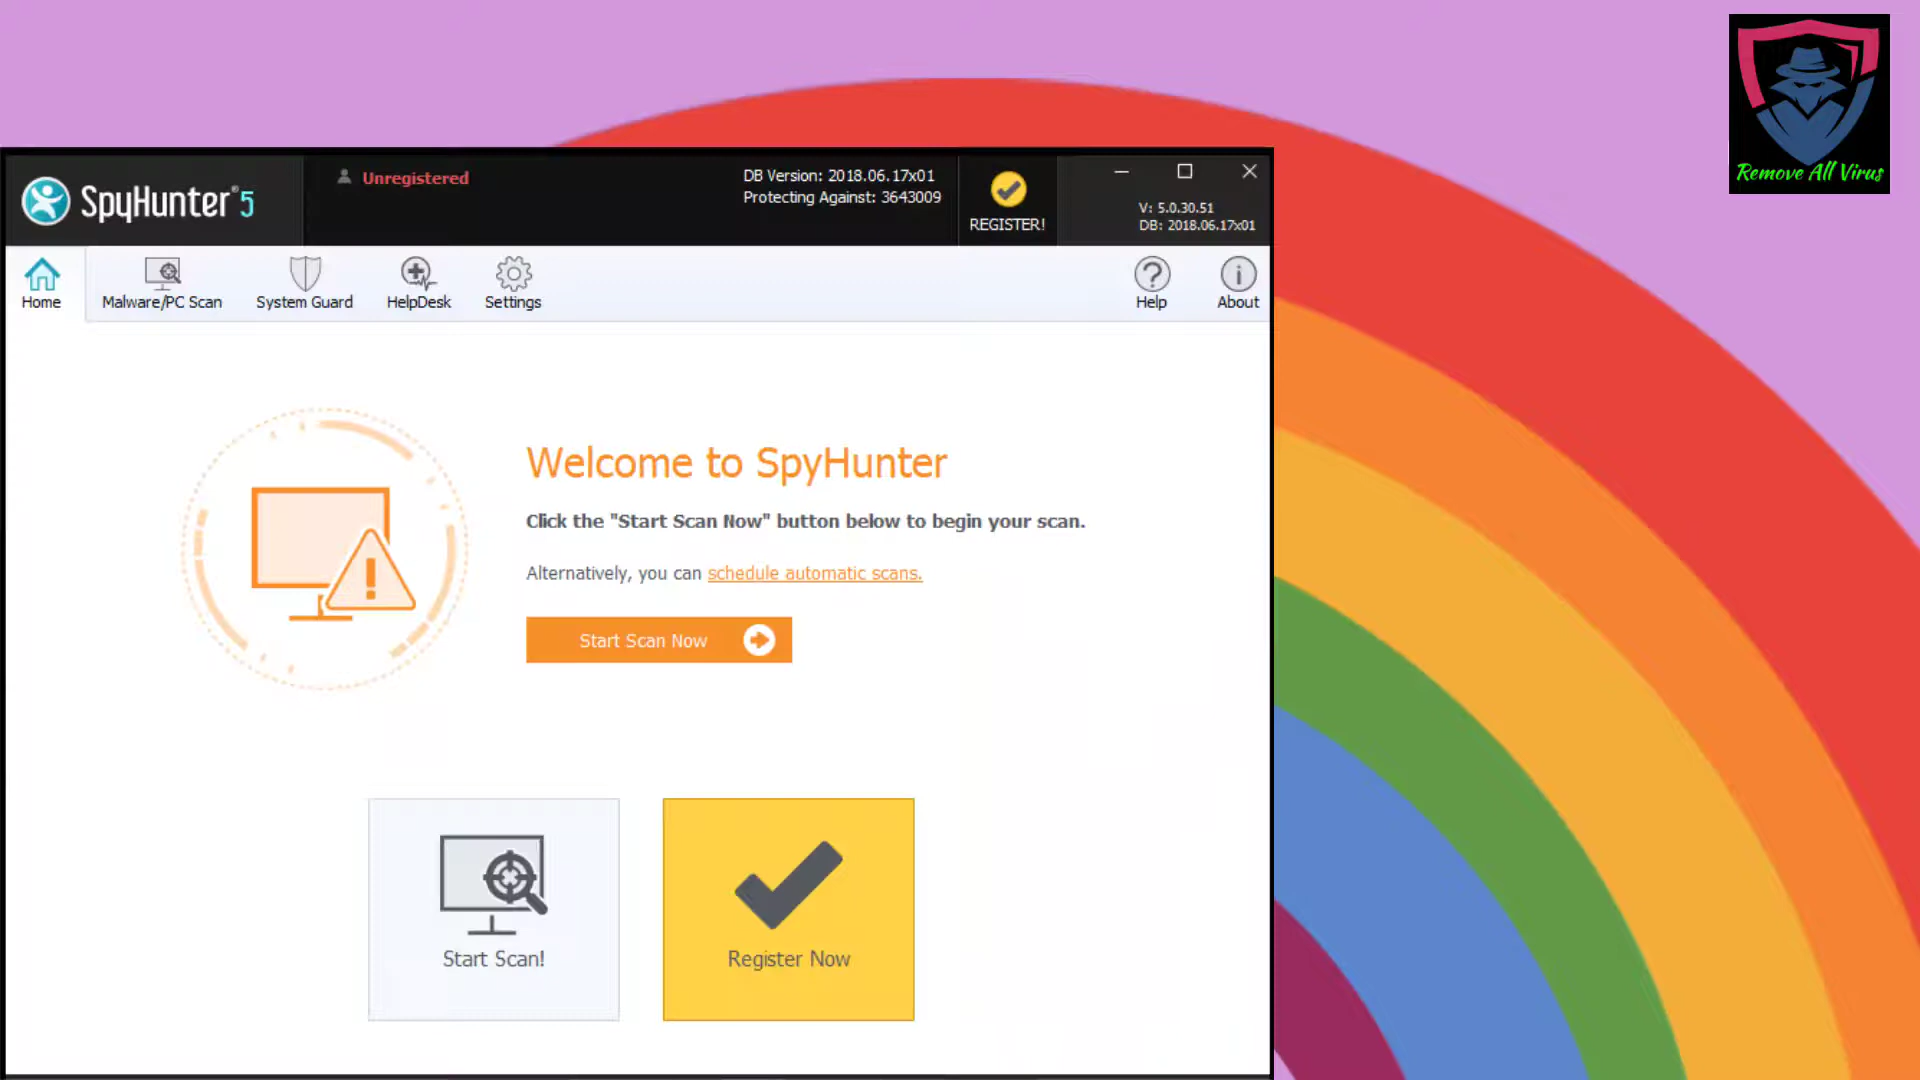 Remove All Virus
SpyHunter® 5
Unregistered
DB Version: 2018.06.17x01
Protecting Against: 3643009
REGISTER!
V: 5.0.30.51
DB: 2018.06.17x01
Home
Malware/PC Scan
System Guard
HelpDesk
Settings
Help
About
Welcome to SpyHunter
Click the "Start Scan Now" button below to begin your scan.
Alternatively, you can schedule automatic scans.
Start Scan Now
Start Scan!
Register Now